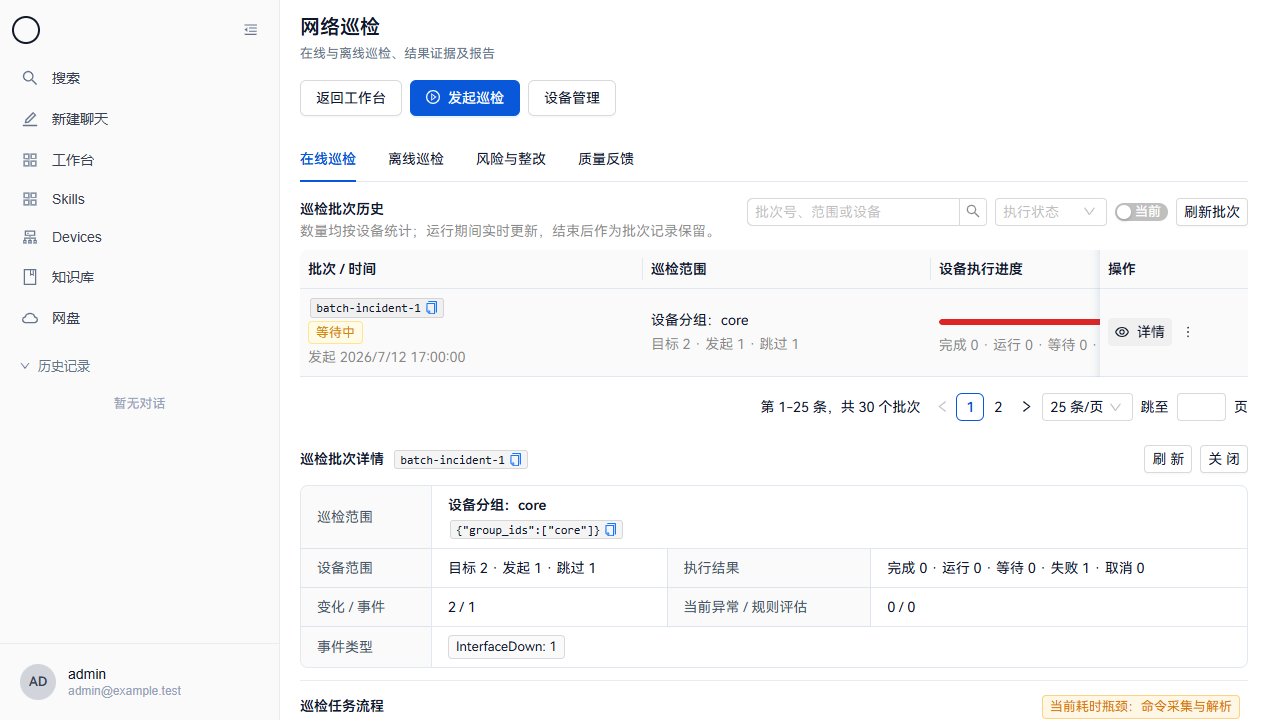 搜索
新建聊天
工作台
Skills
Devices
知识库
网盘
历史记录
暂无对话
AD
admin
admin@example.test
网络巡检
在线与离线巡检、结果证据及报告
返回工作台 发起巡检 设备管理
在线巡检 离线巡检 风险与整改 质量反馈
巡检批次历史
数量均按设备统计；运行期间实时更新，结束后作为批次记录保留。
批次号、范围或设备 执行状态 当前 刷新批次
批次 / 时间 巡检范围 设备执行进度 操作
batch-incident-1
等待中
发起 2026/7/12 17:00:00
设备分组：core
目标 2 · 发起 1 · 跳过 1
完成 0 · 运行 0 · 等待 0 ·
详情
第 1-25 条，共 30 个批次 1 2 25 条/页 跳至 页
巡检批次详情 batch-incident-1 刷 新 关 闭
巡检范围 设备分组：core
{"group_ids":["core"]}
设备范围 目标 2 · 发起 1 · 跳过 1 执行结果 完成 0 · 运行 0 · 等待 0 · 失败 1 · 取消 0
变化 / 事件 2 / 1 当前异常 / 规则评估 0 / 0
事件类型 InterfaceDown: 1
巡检任务流程 当前耗时瓶颈：命令采集与解析